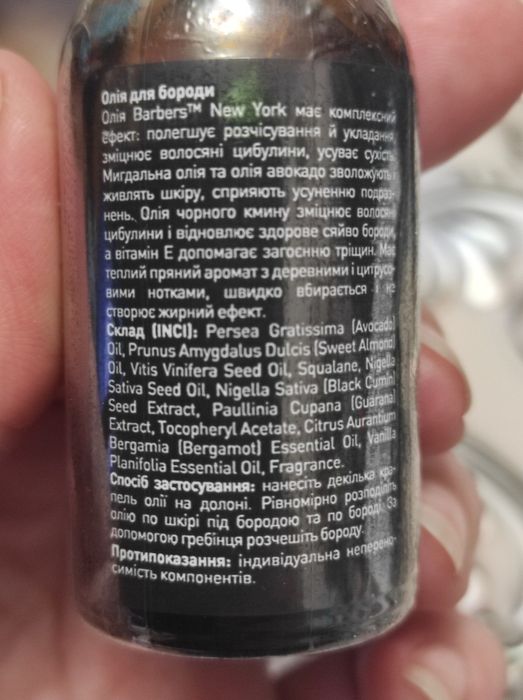 Олія для бороди
Олія Barbers™ New York має комплексний
ефект: полегшує розчісування й укладання,
зміцнює волосяні цибулини, усуває сухість.
Мигдальна олія та олія авокадо зволожують і
живлять шкіру, сприяють усуненню подраз-
нень. Олія чорного кмину зміцнює волосяні
цибулини і відновлює здорове сяйво бороди,
а вітамін Е допомагає загоєнню тріщин. Має
теплий пряний аромат з деревними і цитрусо-
вими нотками, швидко вбирається і не
створює жирний ефект.
Склад (INCI): Persea Gratissima (Avocado)
Oil, Prunus Amygdalus Dulcis (Sweet Almond)
Oil, Vitis Vinifera Seed Oil, Squalane, Nigella
Sativa Seed Oil, Nigella Sativa (Black Cumin)
Seed Extract, Paullinia Cupana (Guarana)
Extract, Tocopheryl Acetate, Citrus Aurantium
Bergamia (Bergamot) Essential Oil, Vanilla
Planifolia Essential Oil, Fragrance.
Спосіб застосування: нанесіть декілька кра-
пель олії на долоні. Рівномірно розподіліть
олію по шкірі під бородою та по бороді. За
допомогою гребінця розчешіть бороду.
Протипоказання: індивідуальна неперено-
симість компонентів.